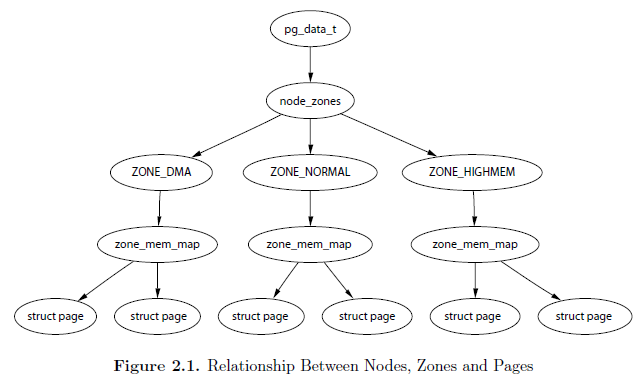 pg_data_t
node_zones
ZONE_DMA ZONE_NORMAL ZONE_HIGHMEM
zone_mem_map zone_mem_map zone_mem_map
struct page struct page struct page struct page struct page struct page
Figure 2.1. Relationship Between Nodes, Zones and Pages